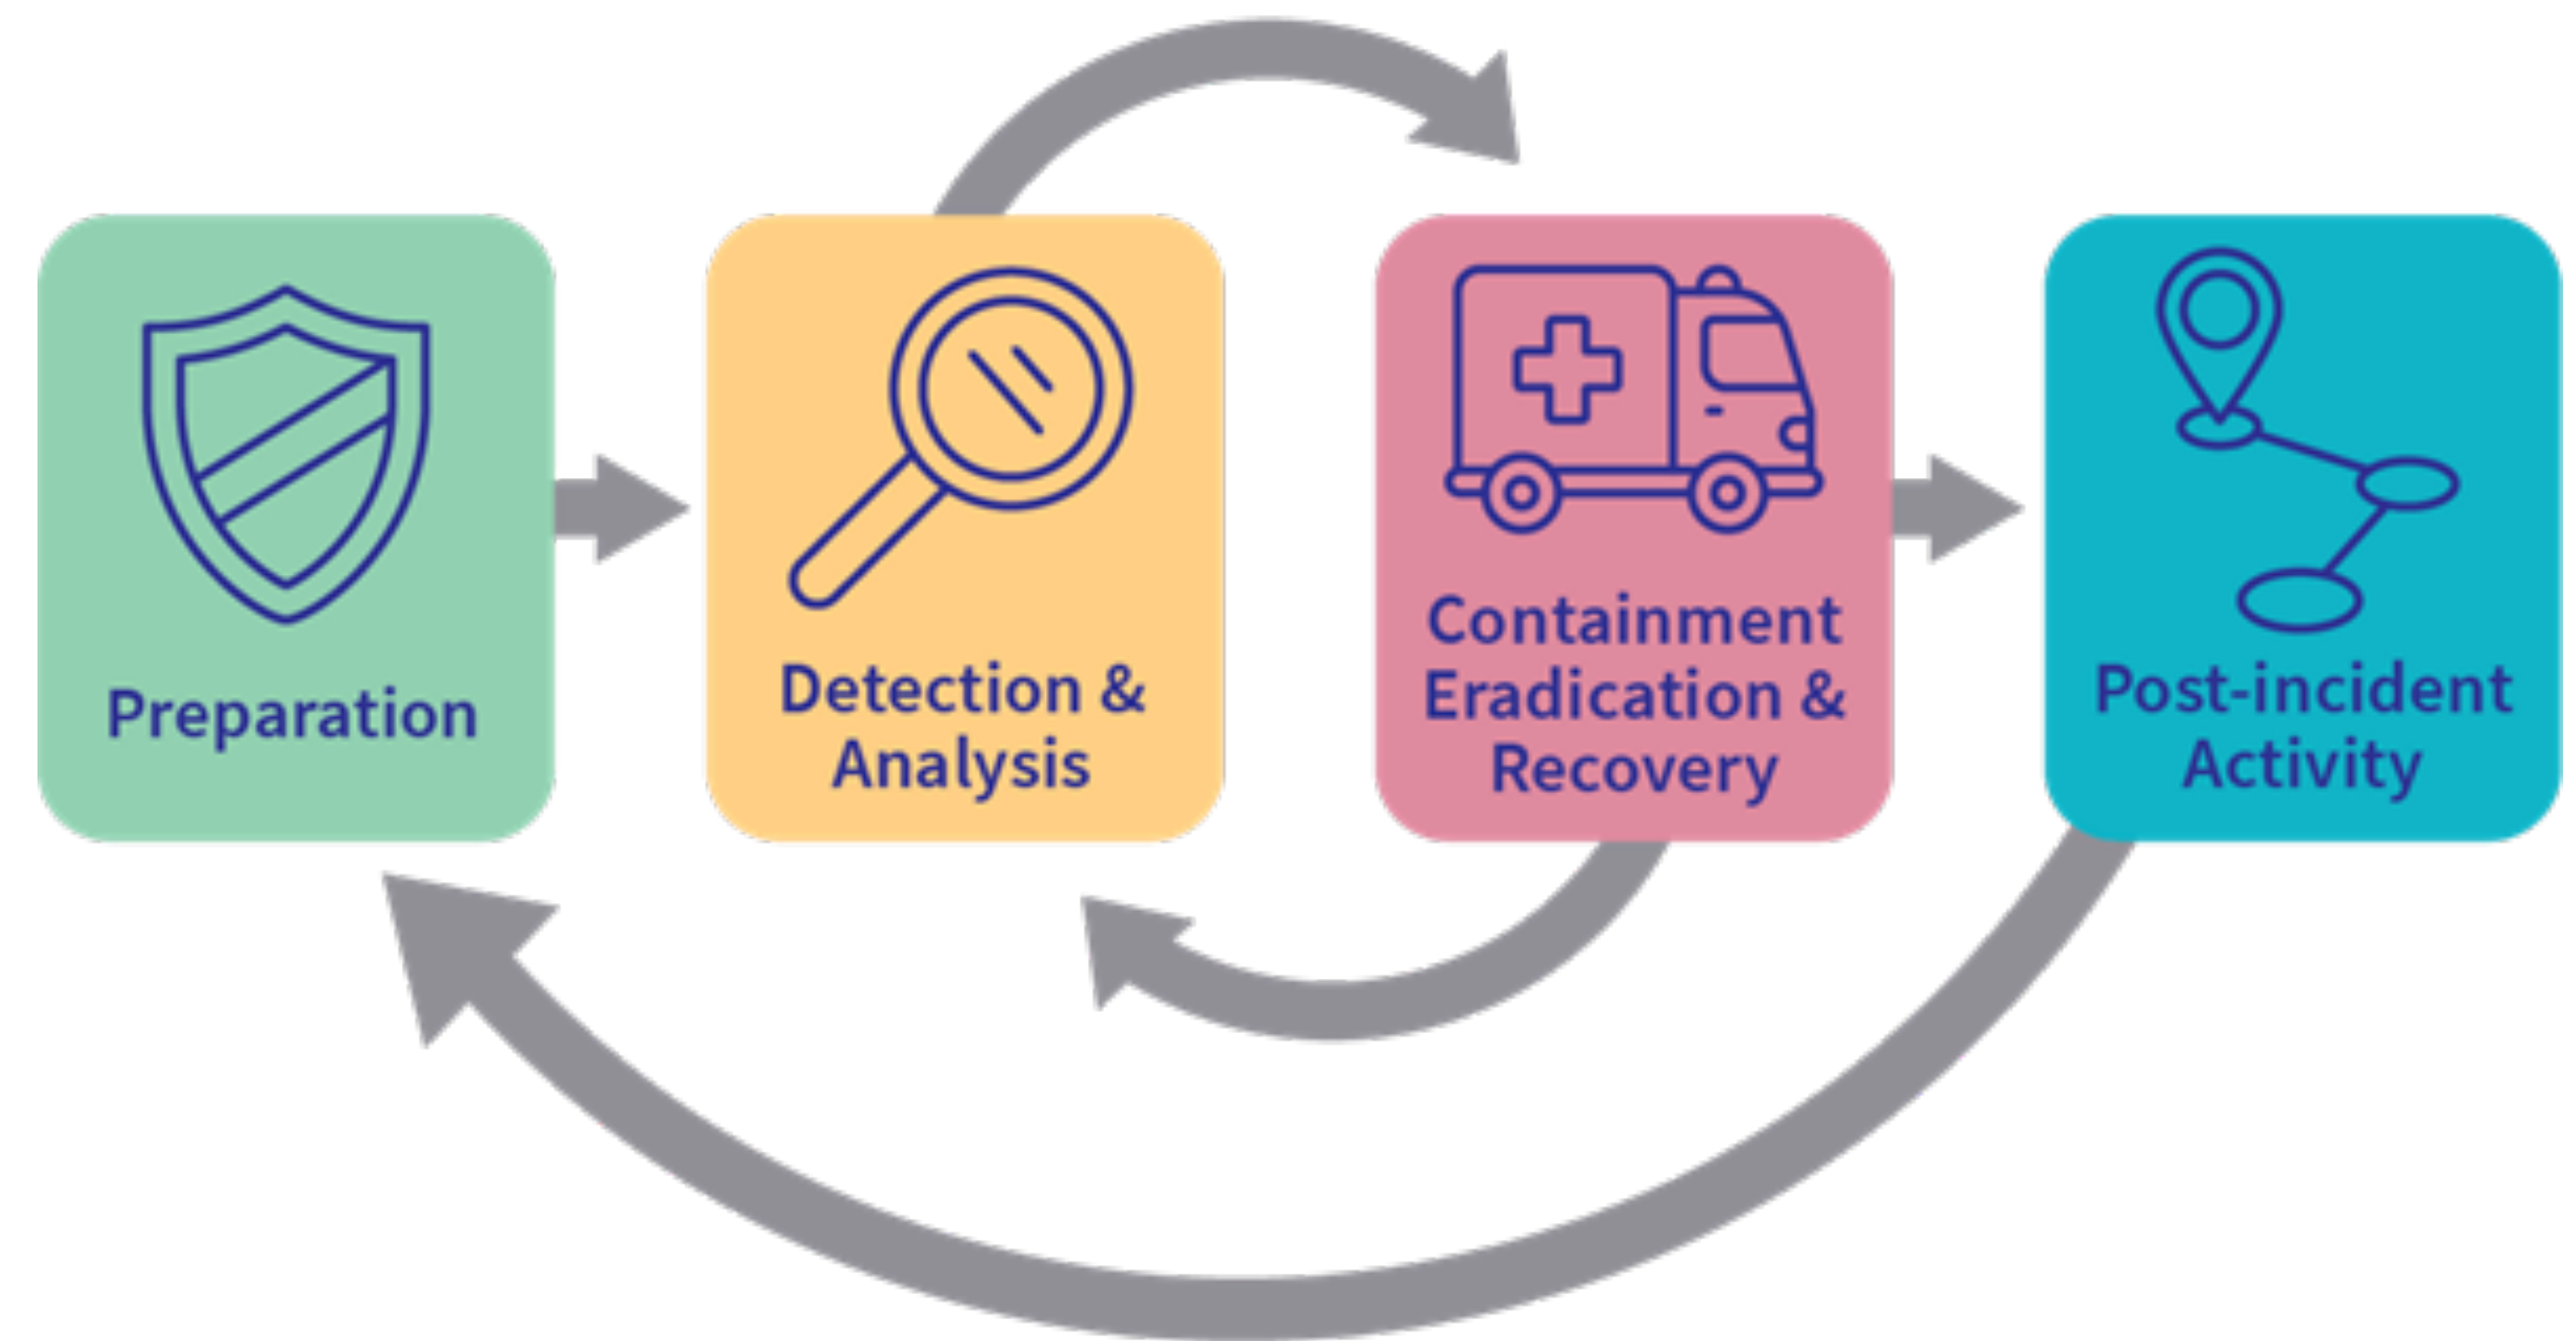 Preparation
Detection &
Analysis
Containment
Eradication &
Recovery
Post-incident
Activity